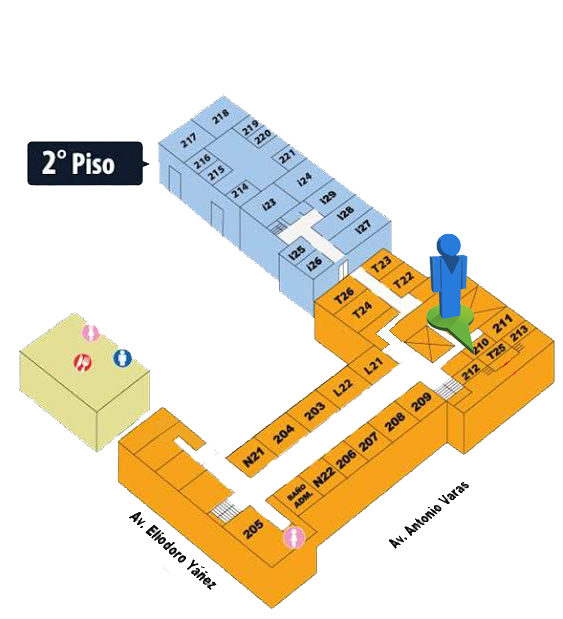 2° Piso
217
218
219
220
216
215
221
214
I24
I23
I29
I28
I27
I25
I26
T23
T22
T26
T24
211
213
210
T25
212
L21
L22
203
204
N21
209
208
207
206
N22
BAÑO
ADM.
205
Av. Eliodoro Yáñez
Av. Antonio Varas